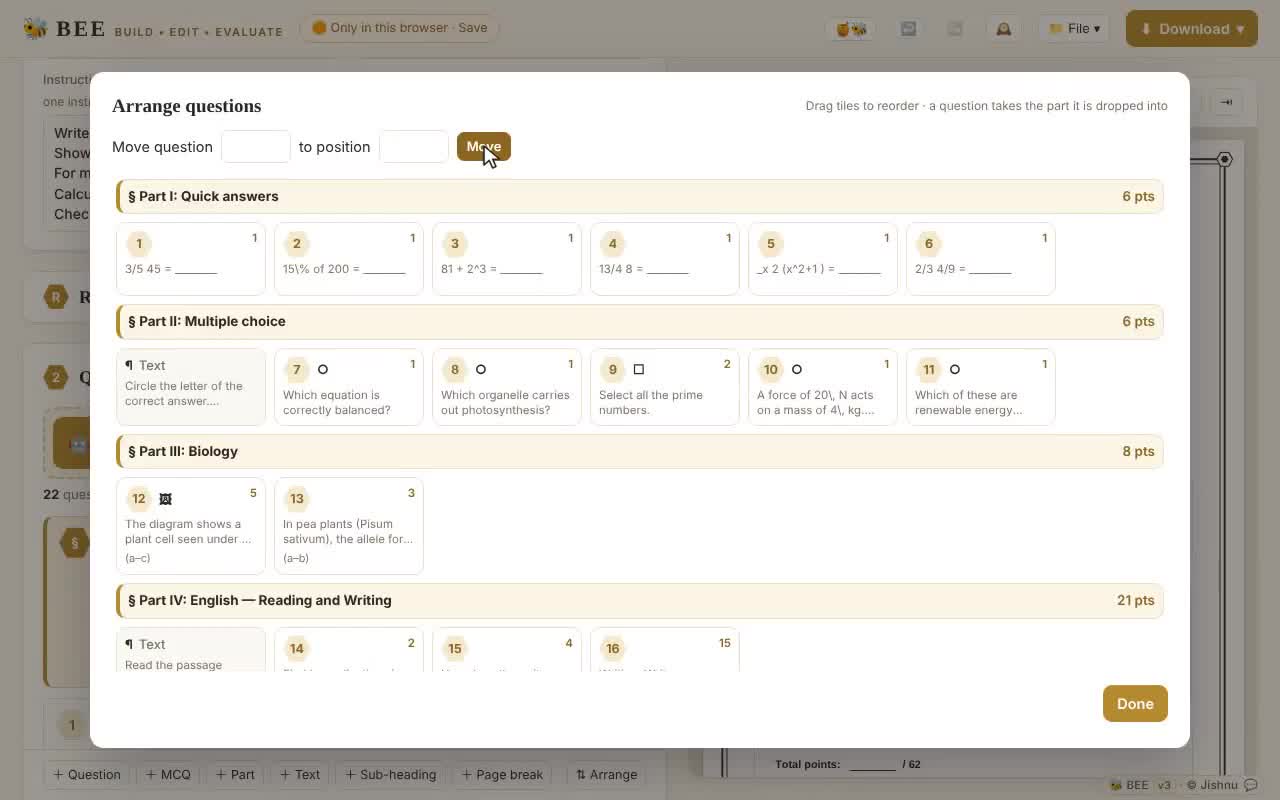 BEE BUILD • EDIT • EVALUATE
Only in this browser · Save
File ▾
Download ▾
Arrange questions
Drag tiles to reorder · a question takes the part it is dropped into
Move question
to position
Move
§ Part I: Quick answers
6 pts
1 1
3/5 45 = _______
2 1
15\% of 200 = _______
3 1
81 + 2^3 = _______
4 1
13/4 8 = _______
5 1
_x 2 (x^2+1 ) = _______
6 1
2/3 4/9 = _______
§ Part II: Multiple choice
6 pts
¶ Text
Circle the letter of the
correct answer....
7 1
Which equation is
correctly balanced?
8 1
Which organelle carries
out photosynthesis?
9 2
Select all the prime
numbers.
10 1
A force of 20\, N acts
on a mass of 4\, kg....
11 1
Which of these are
renewable energy...
§ Part III: Biology
8 pts
12 5
The diagram shows a
plant cell seen under ...
(a–c)
13 3
In pea plants (Pisum
sativum), the allele for...
(a–b)
§ Part IV: English — Reading and Writing
21 pts
¶ Text
Read the passage
14 2
15 4
16 15
Done
one
Write
Show
For m
Calcu
Chec
R
2
22 ques
§
1
+ Question
+ MCQ
+ Part
+ Text
+ Sub-heading
+ Page break
⇅ Arrange
Total points: _______ / 62
BEE v3 · © Jishnu